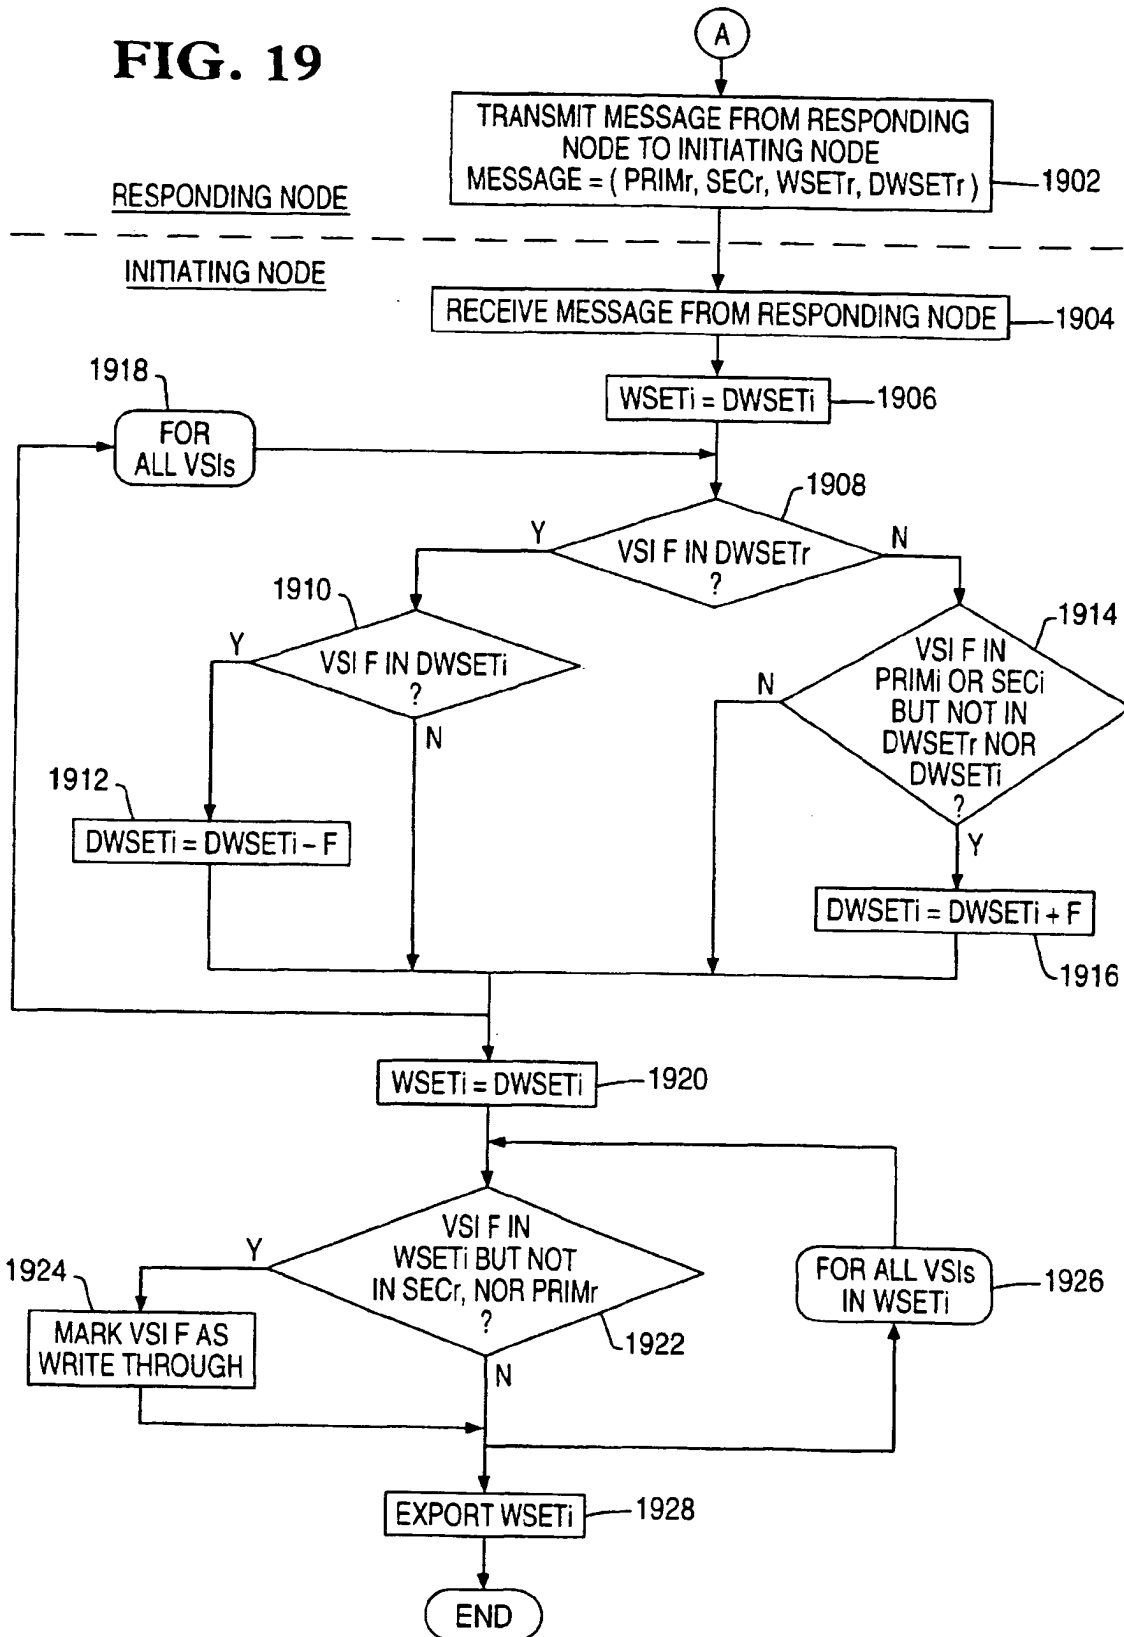 FIG. 19
A
TRANSMIT MESSAGE FROM RESPONDING
NODE TO INITIATING NODE
MESSAGE = ( PRIMr, SECr, WSETr, DWSETr )
1902
RESPONDING NODE
INITIATING NODE
RECEIVE MESSAGE FROM RESPONDING NODE
1904
WSETi = DWSETi
1906
1918
FOR
ALL VSIs
1908
VSI F IN DWSETr
?
Y
N
1910
VSI F IN DWSETi
?
Y
N
1914
VSI F IN
PRIMi OR SECi
BUT NOT IN
DWSETr NOR
DWSETi
?
N
Y
1912
DWSETi = DWSETi – F
DWSETi = DWSETi + F
1916
WSETi = DWSETi
1920
VSI F IN
WSETi BUT NOT
IN SECr, NOR PRIMr
?
Y
N
1922
1924
MARK VSI F AS
WRITE THROUGH
FOR ALL VSIs
IN WSETi
1926
EXPORT WSETi
1928
END